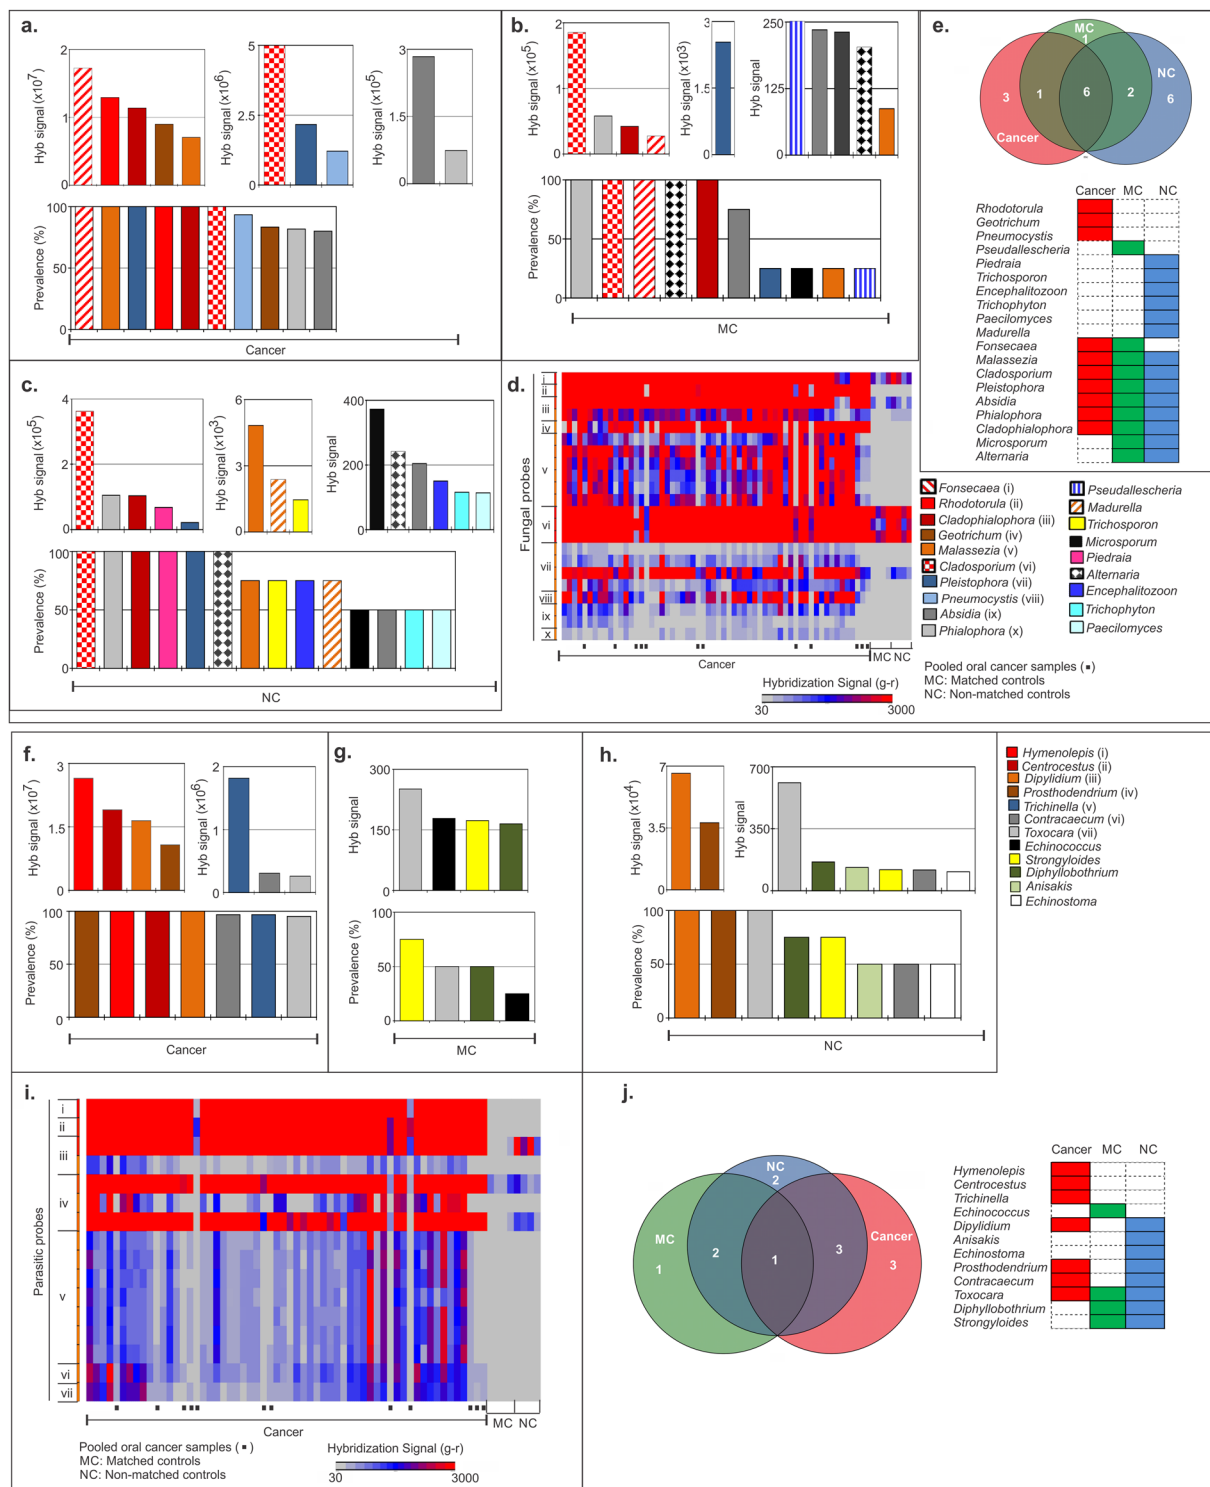 a.
Hyb signal (x10⁷)
2
1
0
Hyb signal (x10⁶)
5
2.5
0
Hyb signal (x10⁵)
3
1.5
0
Prevalence (%)
100
50
0
Cancer
b.
Hyb signal (x10⁵)
2
1
0
Hyb signal (x10³)
3
1.5
0
Hyb signal
250
125
0
Prevalence (%)
100
50
0
MC
c.
Hyb signal (x10⁵)
4
2
0
Hyb signal (x10³)
6
3
0
Hyb signal
400
200
0
Prevalence (%)
100
50
0
NC
d.
Fungal probes
i
ii
iii
iv
v
vi
vii
viii
ix
x
Cancer
MC
NC
Hybridization Signal (g-r)
30
3000
e.
MC
1
NC
6
3
1
6
2
Cancer
Cancer MC NC
Rhodotorula
Geotrichum
Pneumocystis
Pseudallescheria
Piedraia
Trichosporon
Encephalitozoon
Trichophyton
Paecilomyces
Madurella
Fonsecaea
Malassezia
Cladosporium
Pleistophora
Absidia
Phialophora
Cladophialophora
Microsporum
Alternaria
Fonsecaea (i)
Rhodotorula (ii)
Cladophialophora (iii)
Geotrichum (iv)
Malassezia (v)
Cladosporium (vi)
Pleistophora (vii)
Pneumocystis (viii)
Absidia (ix)
Phialophora (x)
Pseudallescheria
Madurella
Trichosporon
Microsporum
Piedraia
Alternaria
Encephalitozoon
Trichophyton
Paecilomyces
Pooled oral cancer samples (▪)
MC: Matched controls
NC: Non-matched controls
f.
Hyb signal (x10⁷)
3
1.5
0
Hyb signal (x10⁶)
2
1
0
Prevalence (%)
100
50
0
Cancer
g.
Hyb signal
300
150
0
Prevalence (%)
100
50
0
MC
h.
Hyb signal (x10⁴)
7
3.5
0
Hyb signal
700
350
0
Prevalence (%)
100
50
0
NC
Hymenolepis (i)
Centrocestus (ii)
Dipylidium (iii)
Prosthodendrium (iv)
Trichinella (v)
Contracaecum (vi)
Toxocara (vii)
Echinococcus
Strongyloides
Diphyllobothrium
Anisakis
Echinostoma
i.
Parasitic probes
i
ii
iii
iv
v
vi
vii
Cancer
MC
NC
Pooled oral cancer samples (▪)
MC: Matched controls
NC: Non-matched controls
Hybridization Signal (g-r)
30
3000
j.
NC
2
MC
1
2
1
3
Cancer
3
Cancer MC NC
Hymenolepis
Centrocestus
Trichinella
Echinococcus
Dipylidium
Anisakis
Echinostoma
Prosthodendrium
Contracaecum
Toxocara
Diphyllobothrium
Strongyloides